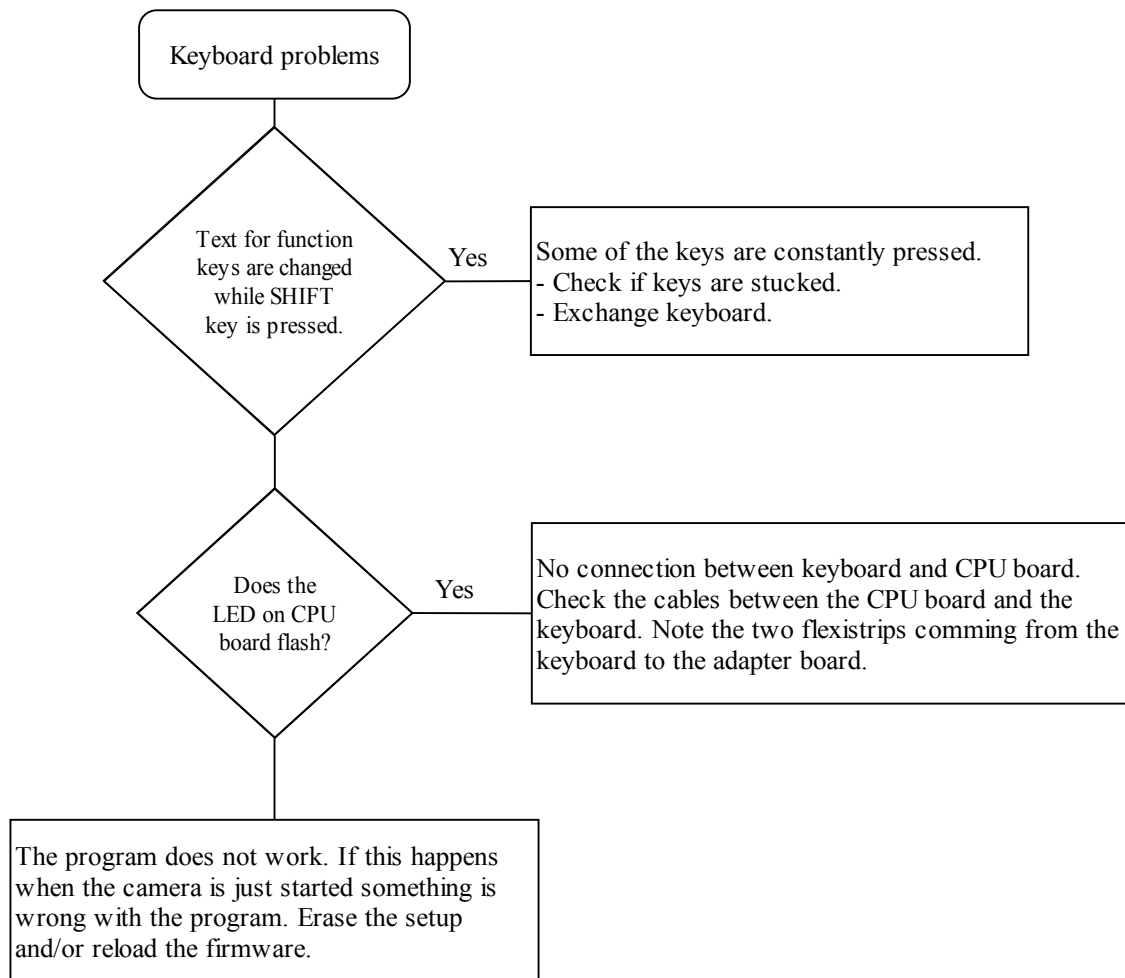 Keyboard problems
Text for function
keys are changed
while SHIFT
key is pressed.
Yes
Some of the keys are constantly pressed.
- Check if keys are stucked.
- Exchange keyboard.
Does the
LED on CPU
board flash?
Yes
No connection between keyboard and CPU board.
Check the cables between the CPU board and the
keyboard. Note the two flexistrips comming from the
keyboard to the adapter board.
The program does not work. If this happens
when the camera is just started something is
wrong with the program. Erase the setup
and/or reload the firmware.